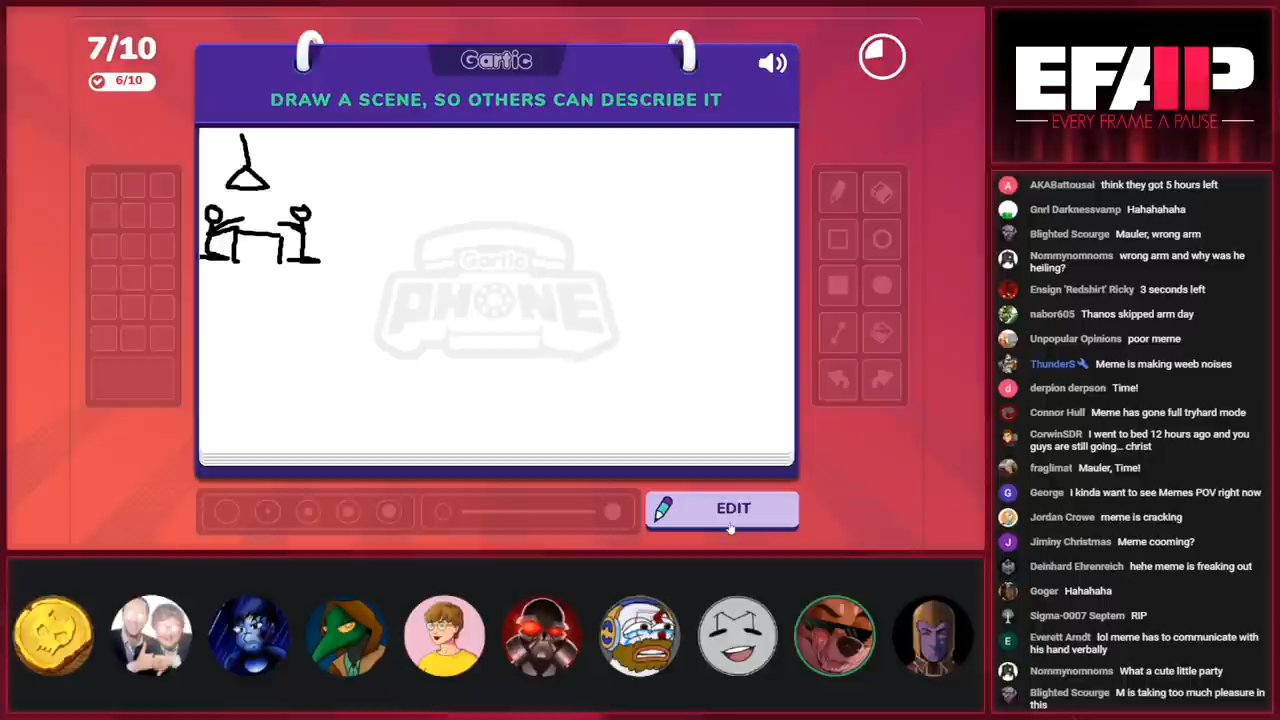 7/10
6/10
Gartic
DRAW A SCENE, SO OTHERS CAN DESCRIBE IT
Gartic
PHONE
EDIT
EFAP
EVERY FRAME A PAUSE
AKABattousai think they got 5 hours left
Gnrl Darknessvamp Hahahahaha
Blighted Scourge Mauler, wrong arm
Nommynomnoms wrong arm and why was he
heiling?
Ensign 'Redshirt' Ricky 3 seconds left
nabor605 Thanos skipped arm day
Unpopular Opinions poor meme
ThunderS Meme is making weeb noises
derpion derpson Time!
Connor Hull Meme has gone full tryhard mode
CorwinSDR I went to bed 12 hours ago and you
guys are still going... christ
fraglimat Mauler, Time!
George I kinda want to see Memes POV right now
Jordan Crowe meme is cracking
Jiminy Christmas Meme cooming?
Deinhard Ehrenreich hehe meme is freaking out
Goger Hahahaha
Sigma-0007 Septem RIP
Everett Arndt lol meme has to communicate with
his hand verbally
Nommynomnoms What a cute little party
Blighted Scourge M is taking too much pleasure in
this